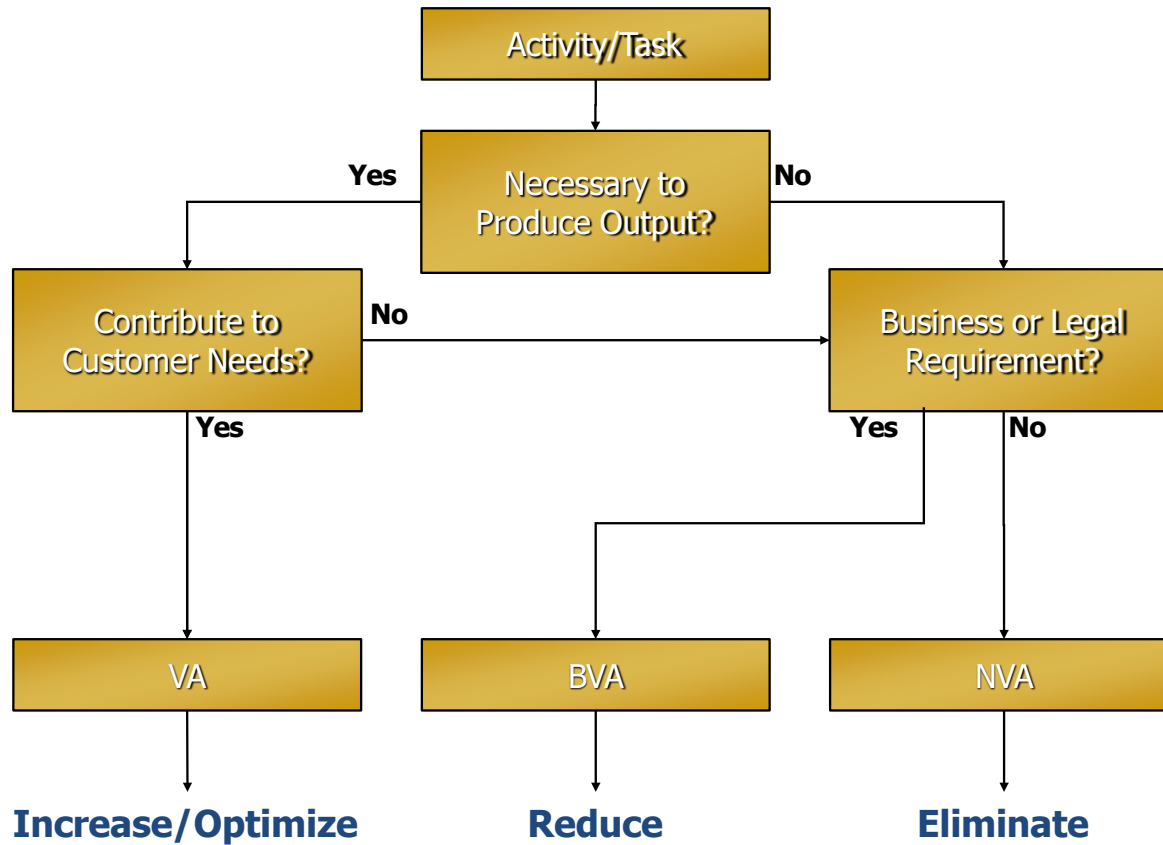 Activity/Task
Yes
Necessary to
Produce Output?
No
Contribute to
Customer Needs?
No
Business or Legal
Requirement?
Yes
Yes
No
VA
BVA
NVA
Increase/Optimize
Reduce
Eliminate